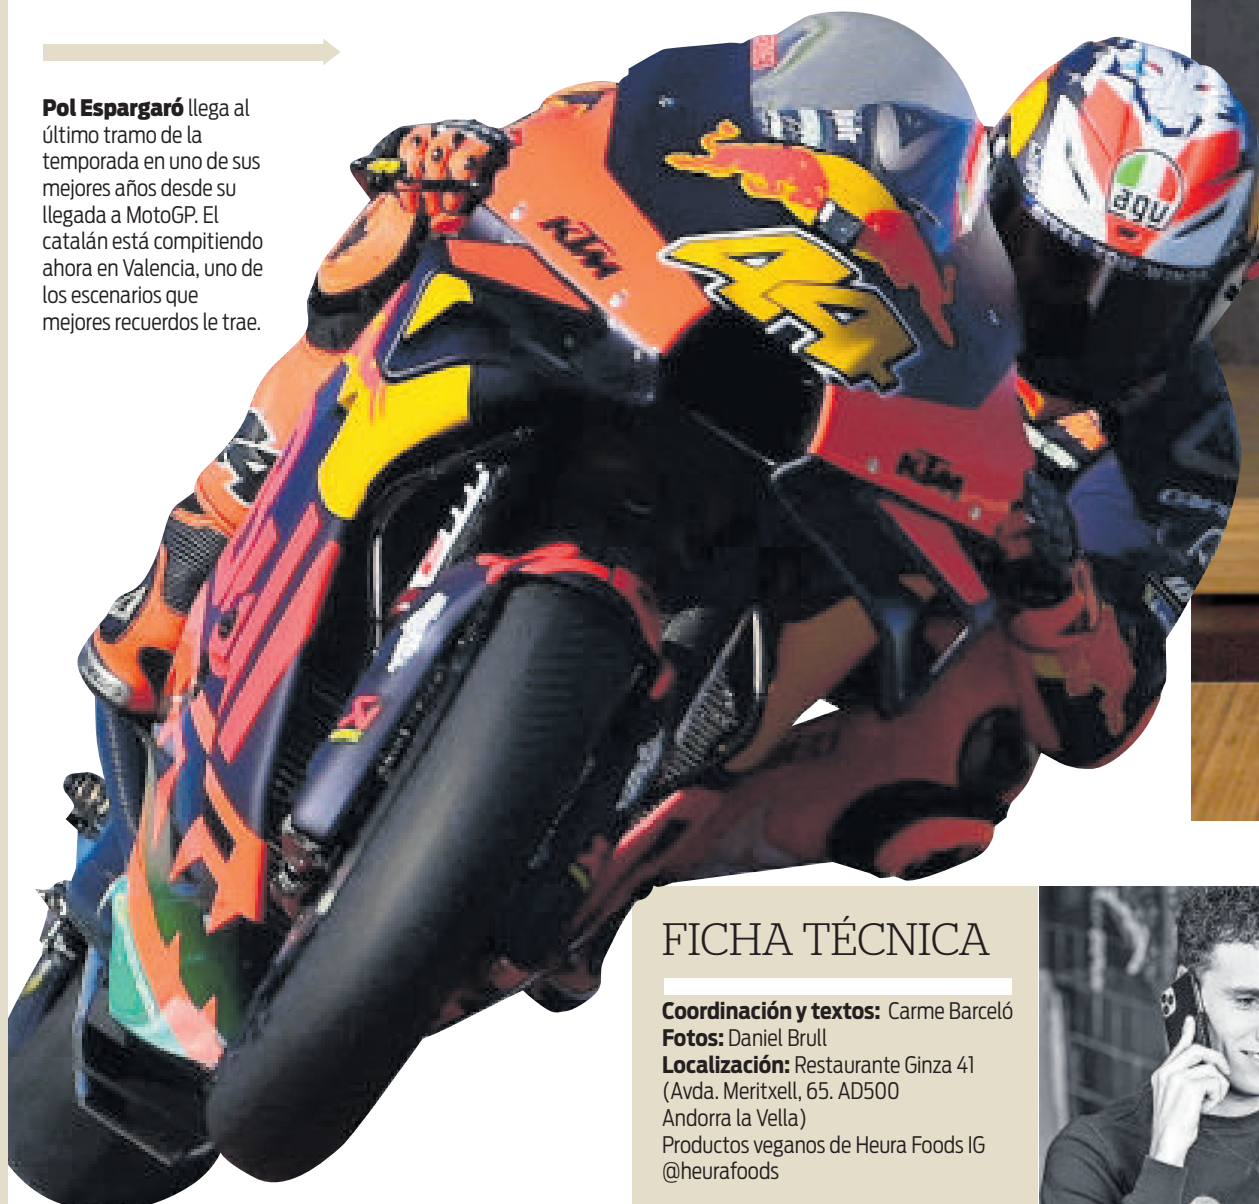 Pol Espargaró llega al
último tramo de la
temporada en uno de sus
mejores años desde su
llegada a MotoGP. El
catalán está compitiendo
ahora en Valencia, uno de
los escenarios que
mejores recuerdos le trae.
KTM
44
agv
KTM
FICHA TÉCNICA
Coordinación y textos: Carme Barceló
Fotos: Daniel Brull
Localización: Restaurante Ginza 41
(Avda. Meritxell, 65. AD500
Andorra la Vella)
Productos veganos de Heura Foods IG
@heurafoods